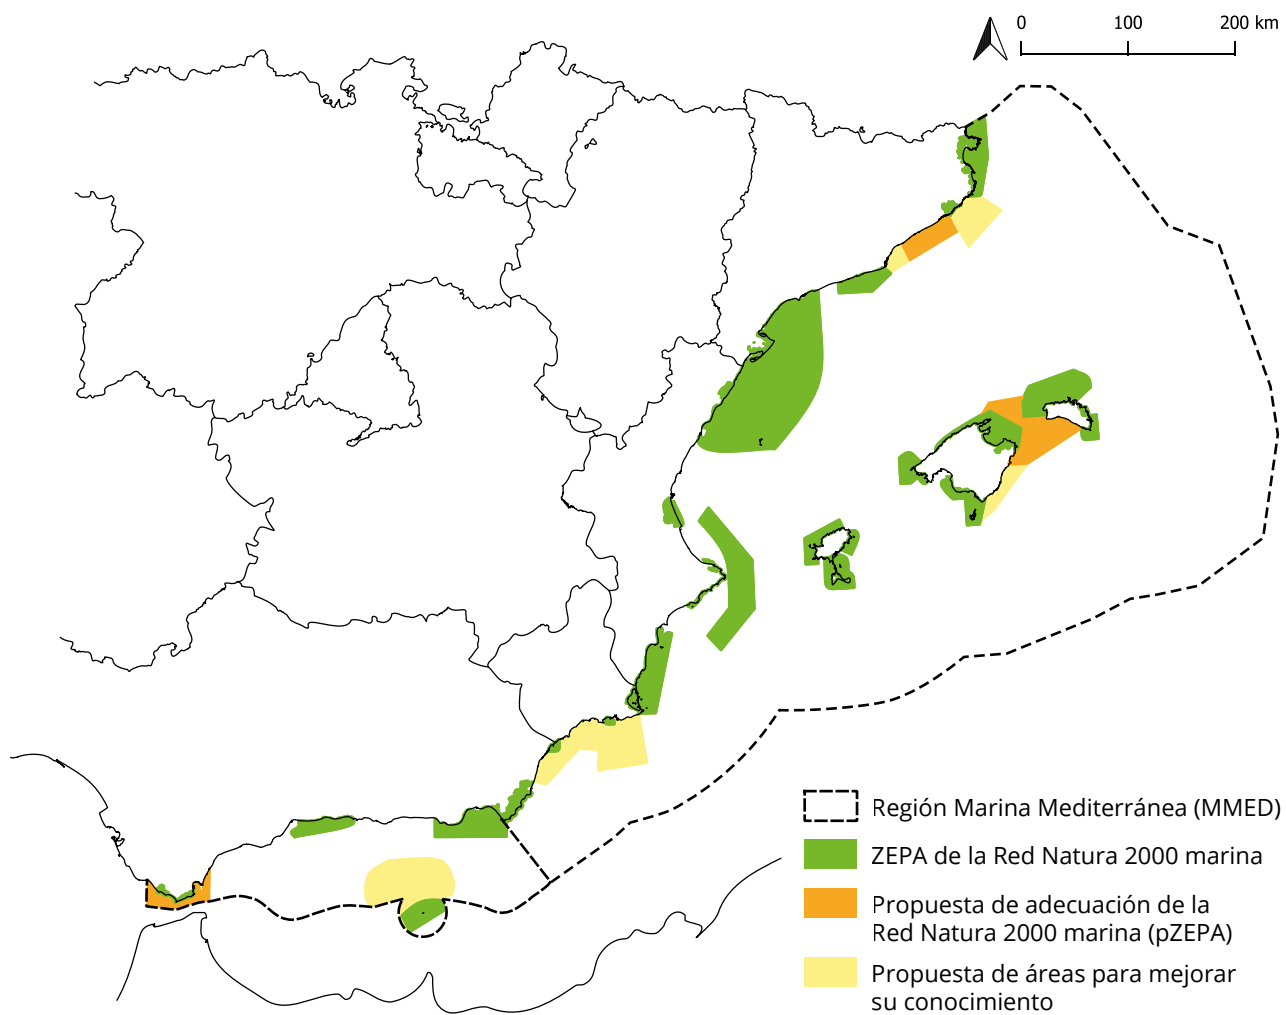 0 100 200 km
Región Marina Mediterránea (MMED)
ZEPA de la Red Natura 2000 marina
Propuesta de adecuación de la
Red Natura 2000 marina (pZEPA)
Propuesta de áreas para mejorar
su conocimiento